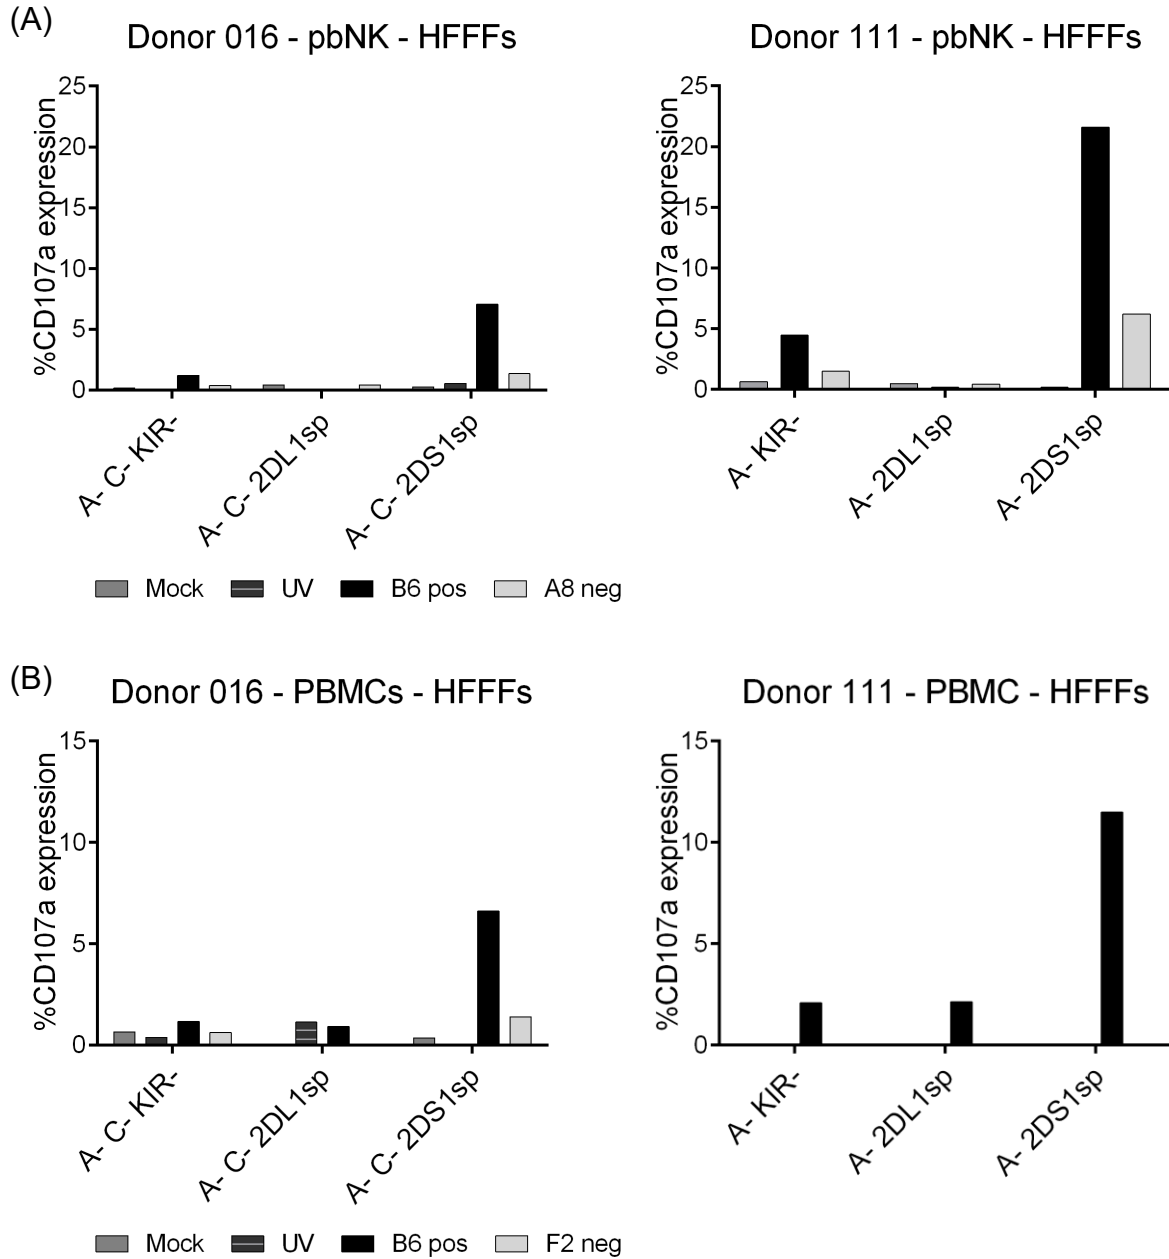 (A)
Donor 016 - pbNK - HFFFs
Donor 111 - pbNK - HFFFs
%CD107a expression
25
20
15
10
5
0
A- C- KIR-
A- C- 2DL1sp
A- C- 2DS1sp
%CD107a expression
25
20
15
10
5
0
A- KIR-
A- 2DL1sp
A- 2DS1sp
Mock UV B6 pos A8 neg
(B)
Donor 016 - PBMCs - HFFFs
Donor 111 - PBMC - HFFFs
%CD107a expression
15
10
5
0
A- C- KIR-
A- C- 2DL1sp
A- C- 2DS1sp
%CD107a expression
15
10
5
0
A- KIR-
A- 2DL1sp
A- 2DS1sp
Mock UV B6 pos F2 neg